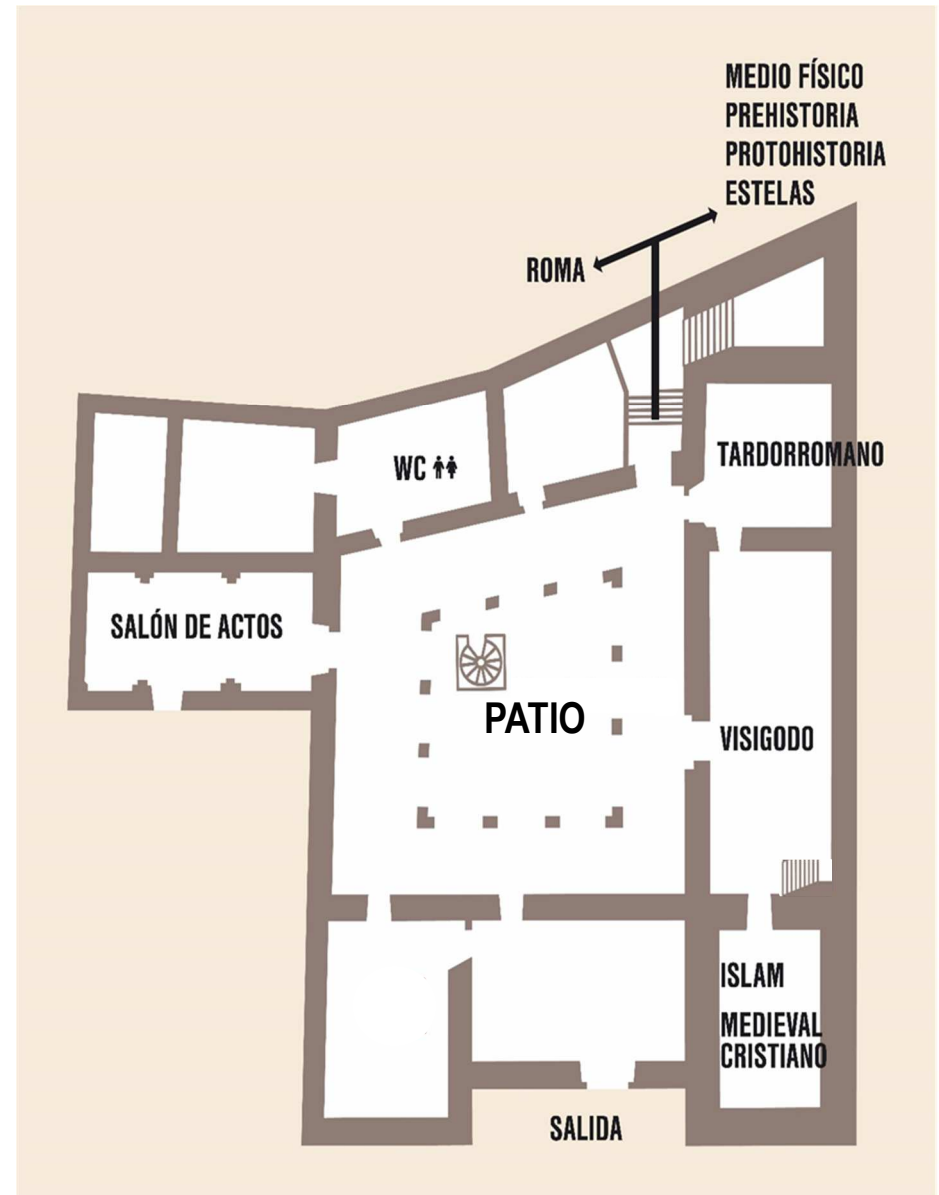 MEDIO FÍSICO
PREHISTORIA
PROTOHISTORIA
ESTELAS
ROMA
TARDORROMANO
WC
SALÓN DE ACTOS
PATIO
VISIGODO
ISLAM
MEDIEVAL
CRISTIANO
SALIDA